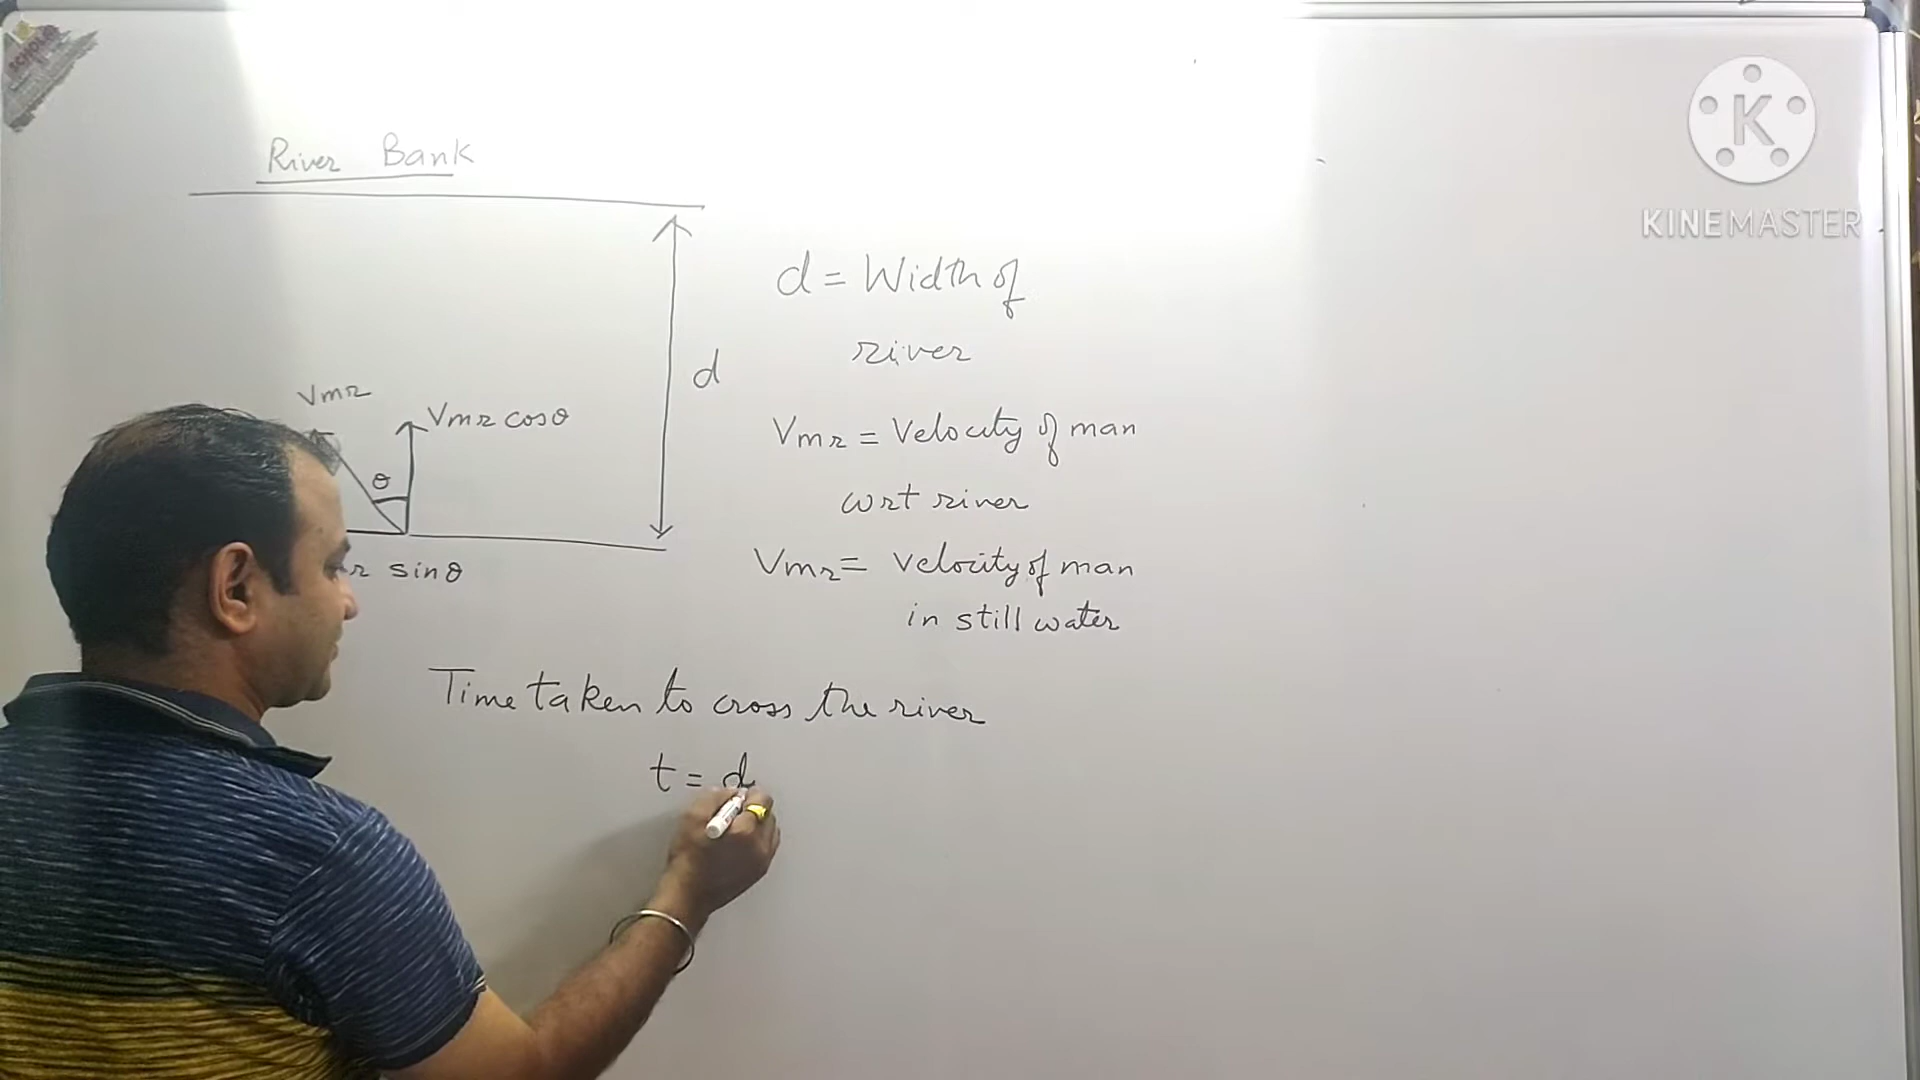 River Bank
d = Width of
river
d
Vmr
Vmr cosθ
θ
Vmr = Velocity of man
wrt river
r sinθ
Vmr = velocity of man
in still water
Time taken to cross the river
t = d
KINEMASTER
K